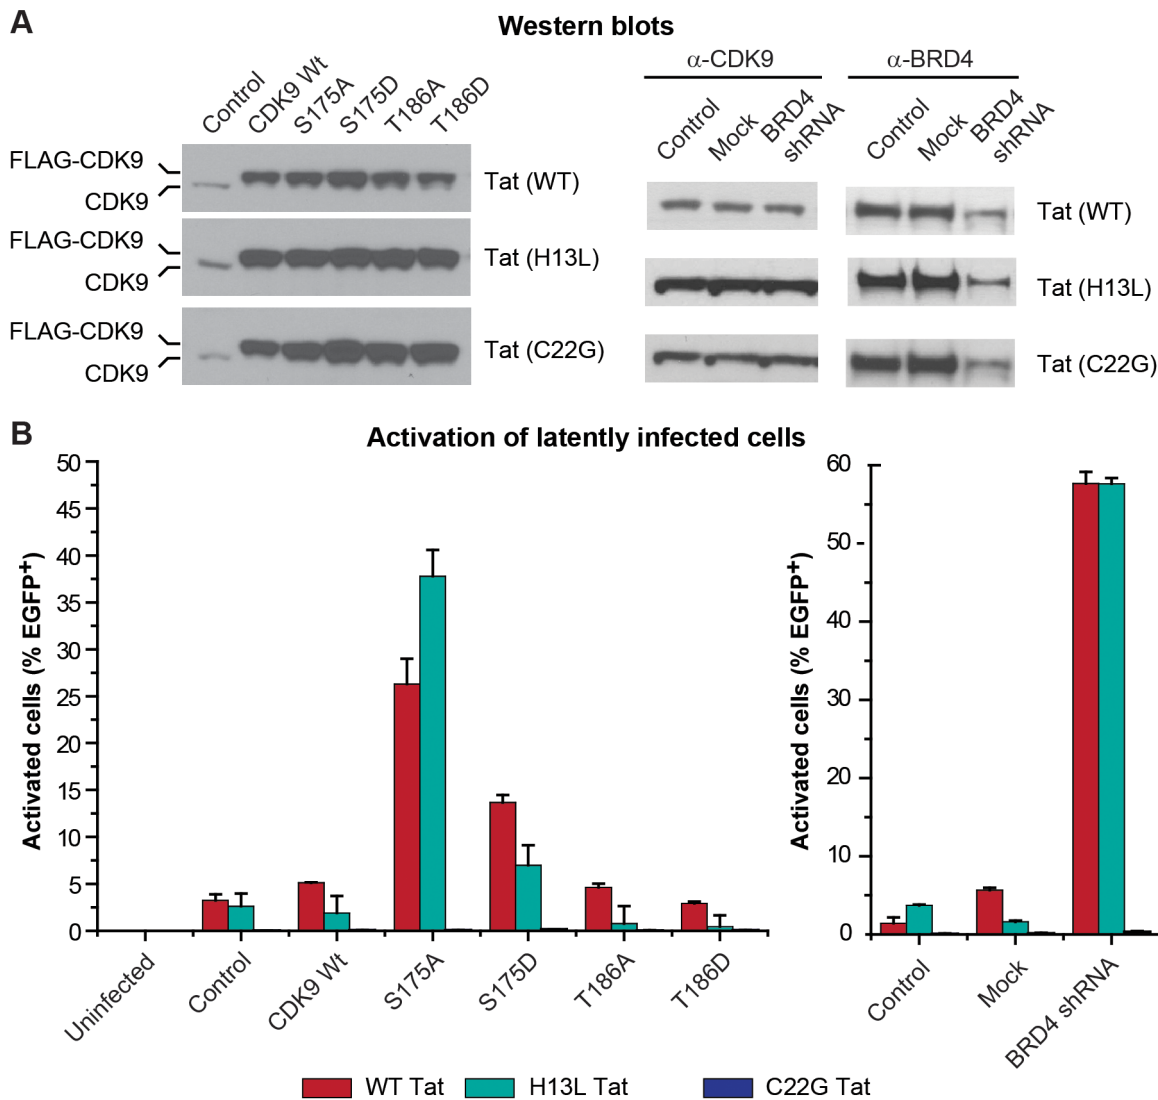 A
Western blots
Control
CDK9 Wt
S175A
S175D
T186A
T186D
FLAG-CDK9
CDK9
Tat (WT)
FLAG-CDK9
CDK9
Tat (H13L)
FLAG-CDK9
CDK9
Tat (C22G)
α-CDK9
α-BRD4
Control
Mock
BRD4
shRNA
Control
Mock
BRD4
shRNA
Tat (WT)
Tat (H13L)
Tat (C22G)
B
Activation of latently infected cells
Activated cells (% EGFP+)
50
45
40
35
30
25
20
15
10
5
0
Uninfected
Control
CDK9 Wt
S175A
S175D
T186A
T186D
Activated cells (% EGFP+)
60
50
40
30
20
10
0
Control
Mock
BRD4 shRNA
WT Tat
H13L Tat
C22G Tat